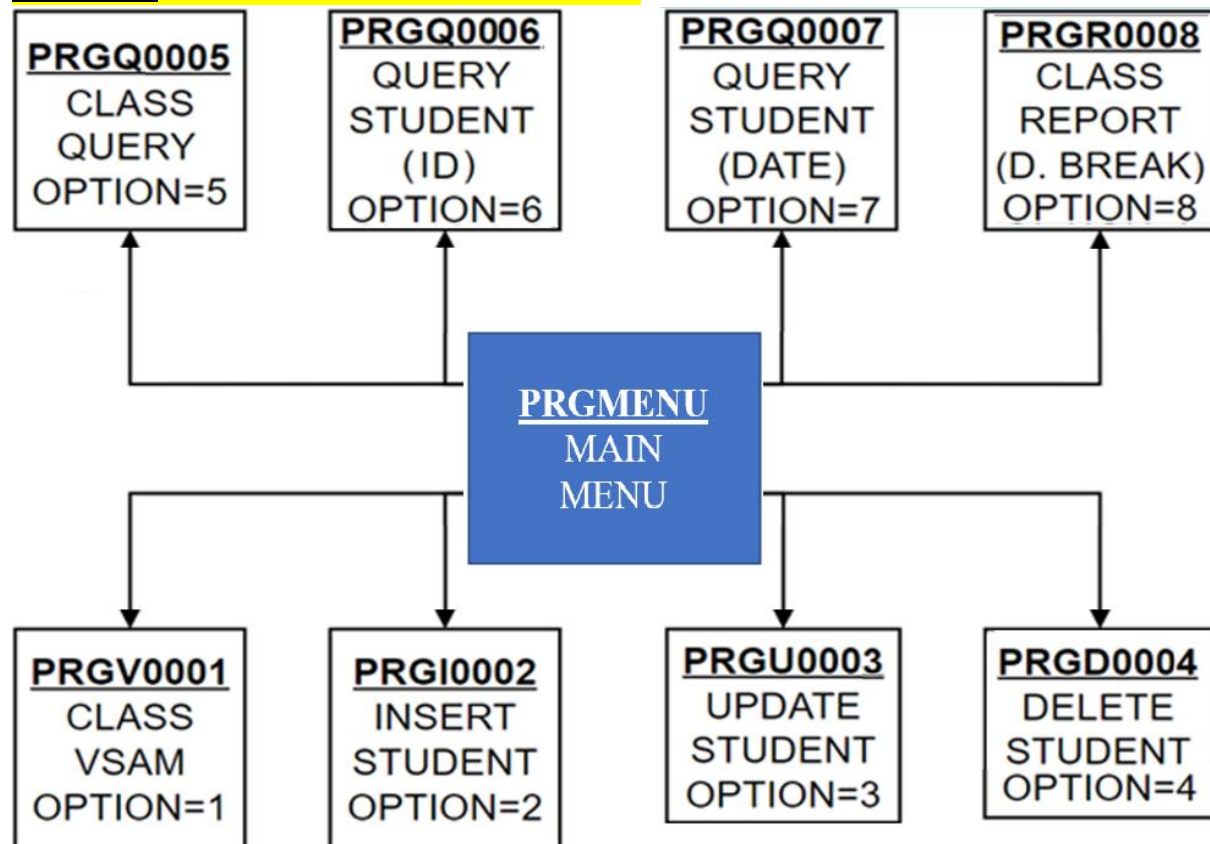 PRGQ0005
CLASS
QUERY
OPTION=5
PRGQ0006
QUERY
STUDENT
(ID)
OPTION=6
PRGQ0007
QUERY
STUDENT
(DATE)
OPTION=7
PRGR0008
CLASS
REPORT
(D. BREAK)
OPTION=8
PRGMENU
MAIN
MENU
PRGV0001
CLASS
VSAM
OPTION=1
PRGI0002
INSERT
STUDENT
OPTION=2
PRGU0003
UPDATE
STUDENT
OPTION=3
PRGD0004
DELETE
STUDENT
OPTION=4